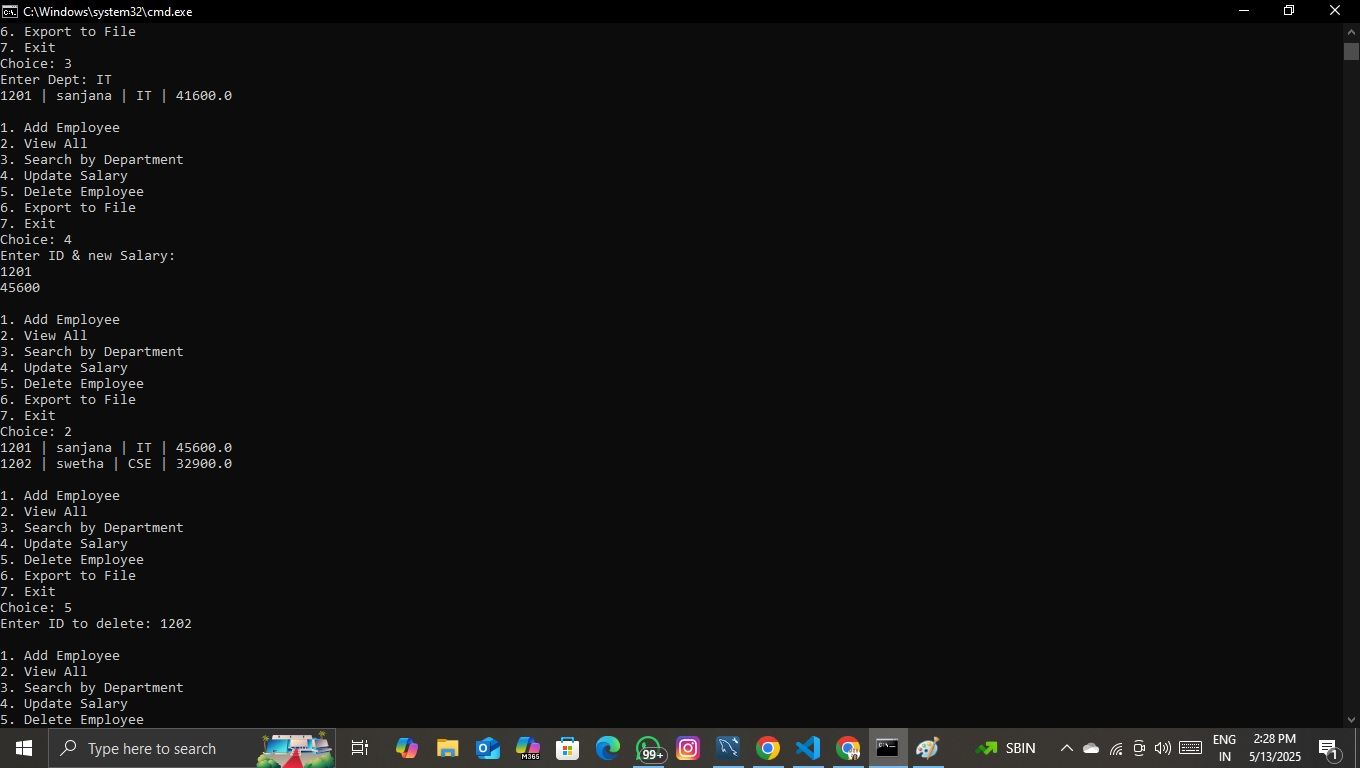 C:\Windows\system32\cmd.exe
6. Export to File
7. Exit
Choice: 3
Enter Dept: IT
1201 | sanjana | IT | 41600.0
1. Add Employee
2. View All
3. Search by Department
4. Update Salary
5. Delete Employee
6. Export to File
7. Exit
Choice: 4
Enter ID & new Salary:
1201
45600
1. Add Employee
2. View All
3. Search by Department
4. Update Salary
5. Delete Employee
6. Export to File
7. Exit
Choice: 2
1201 | sanjana | IT | 45600.0
1202 | swetha | CSE | 32900.0
1. Add Employee
2. View All
3. Search by Department
4. Update Salary
5. Delete Employee
6. Export to File
7. Exit
Choice: 5
Enter ID to delete: 1202
1. Add Employee
2. View All
3. Search by Department
4. Update Salary
5. Delete Employee
Type here to search
M365
99+
SBIN
ENG
IN
2:28 PM
5/13/2025
1